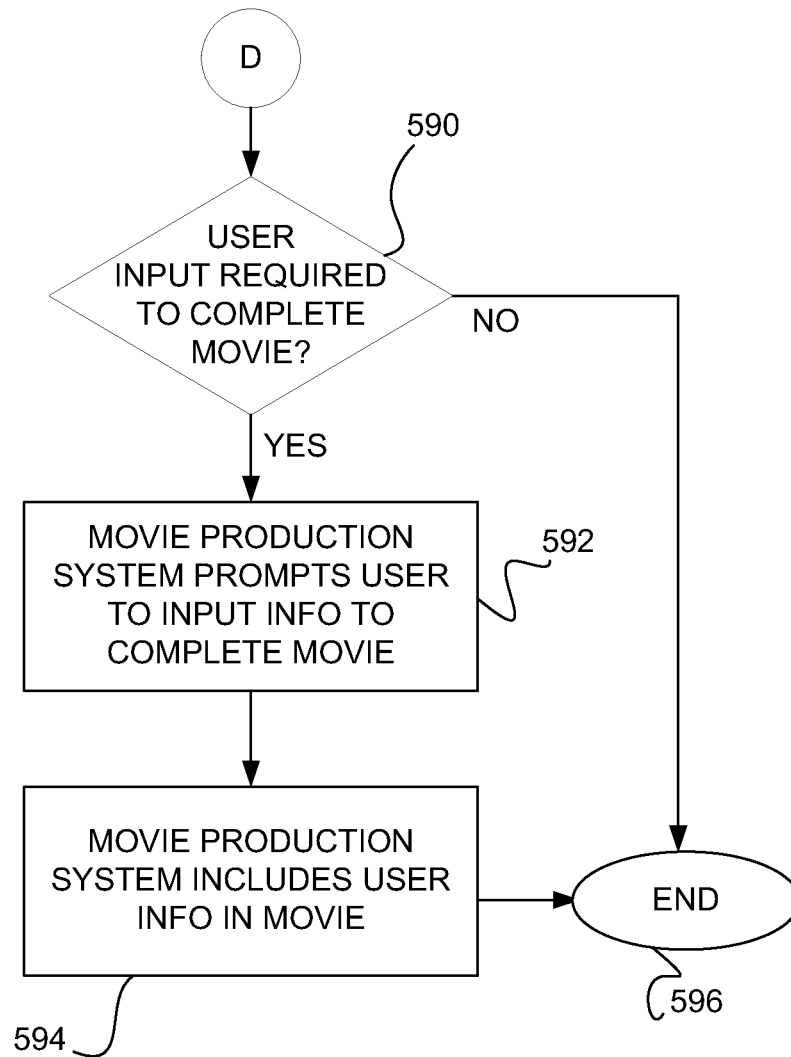 D
590
USER
INPUT REQUIRED
TO COMPLETE
MOVIE?
NO
YES
MOVIE PRODUCTION
SYSTEM PROMPTS USER
TO INPUT INFO TO
COMPLETE MOVIE
592
MOVIE PRODUCTION
SYSTEM INCLUDES USER
INFO IN MOVIE
END
594
596